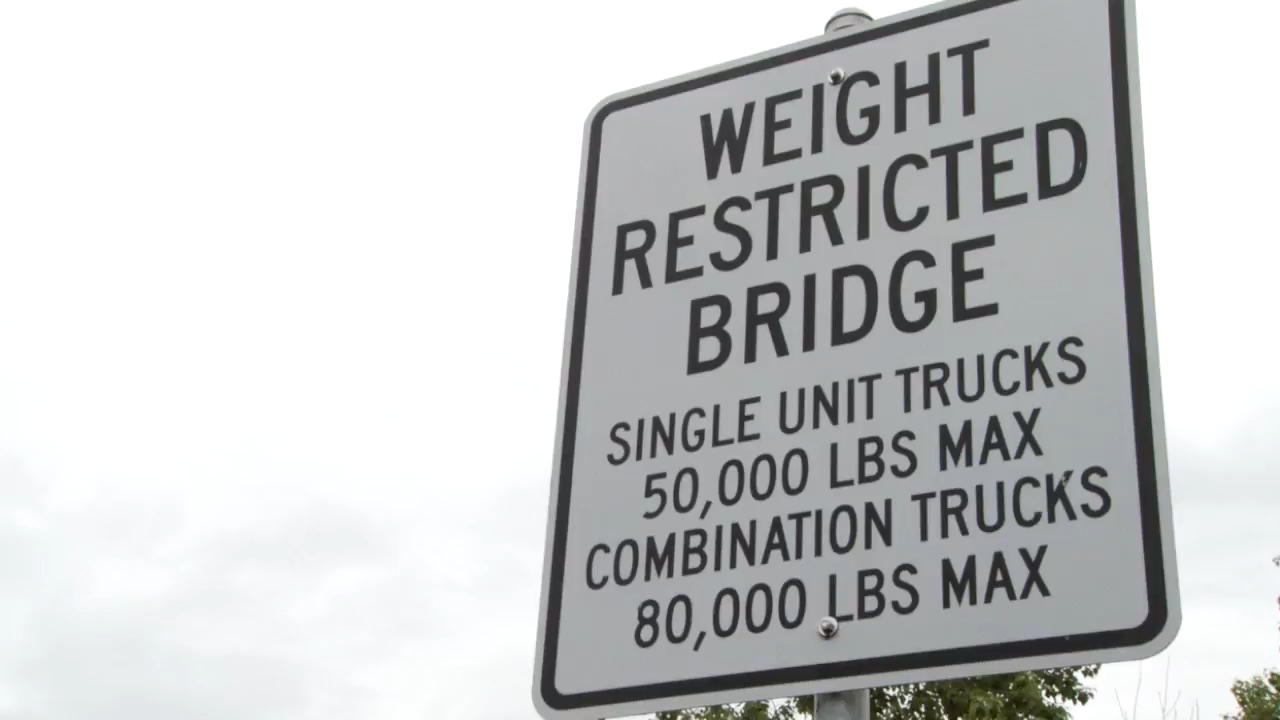 WEIGHT
RESTRICTED
BRIDGE
SINGLE UNIT TRUCKS
50,000 LBS MAX
COMBINATION TRUCKS
80,000 LBS MAX